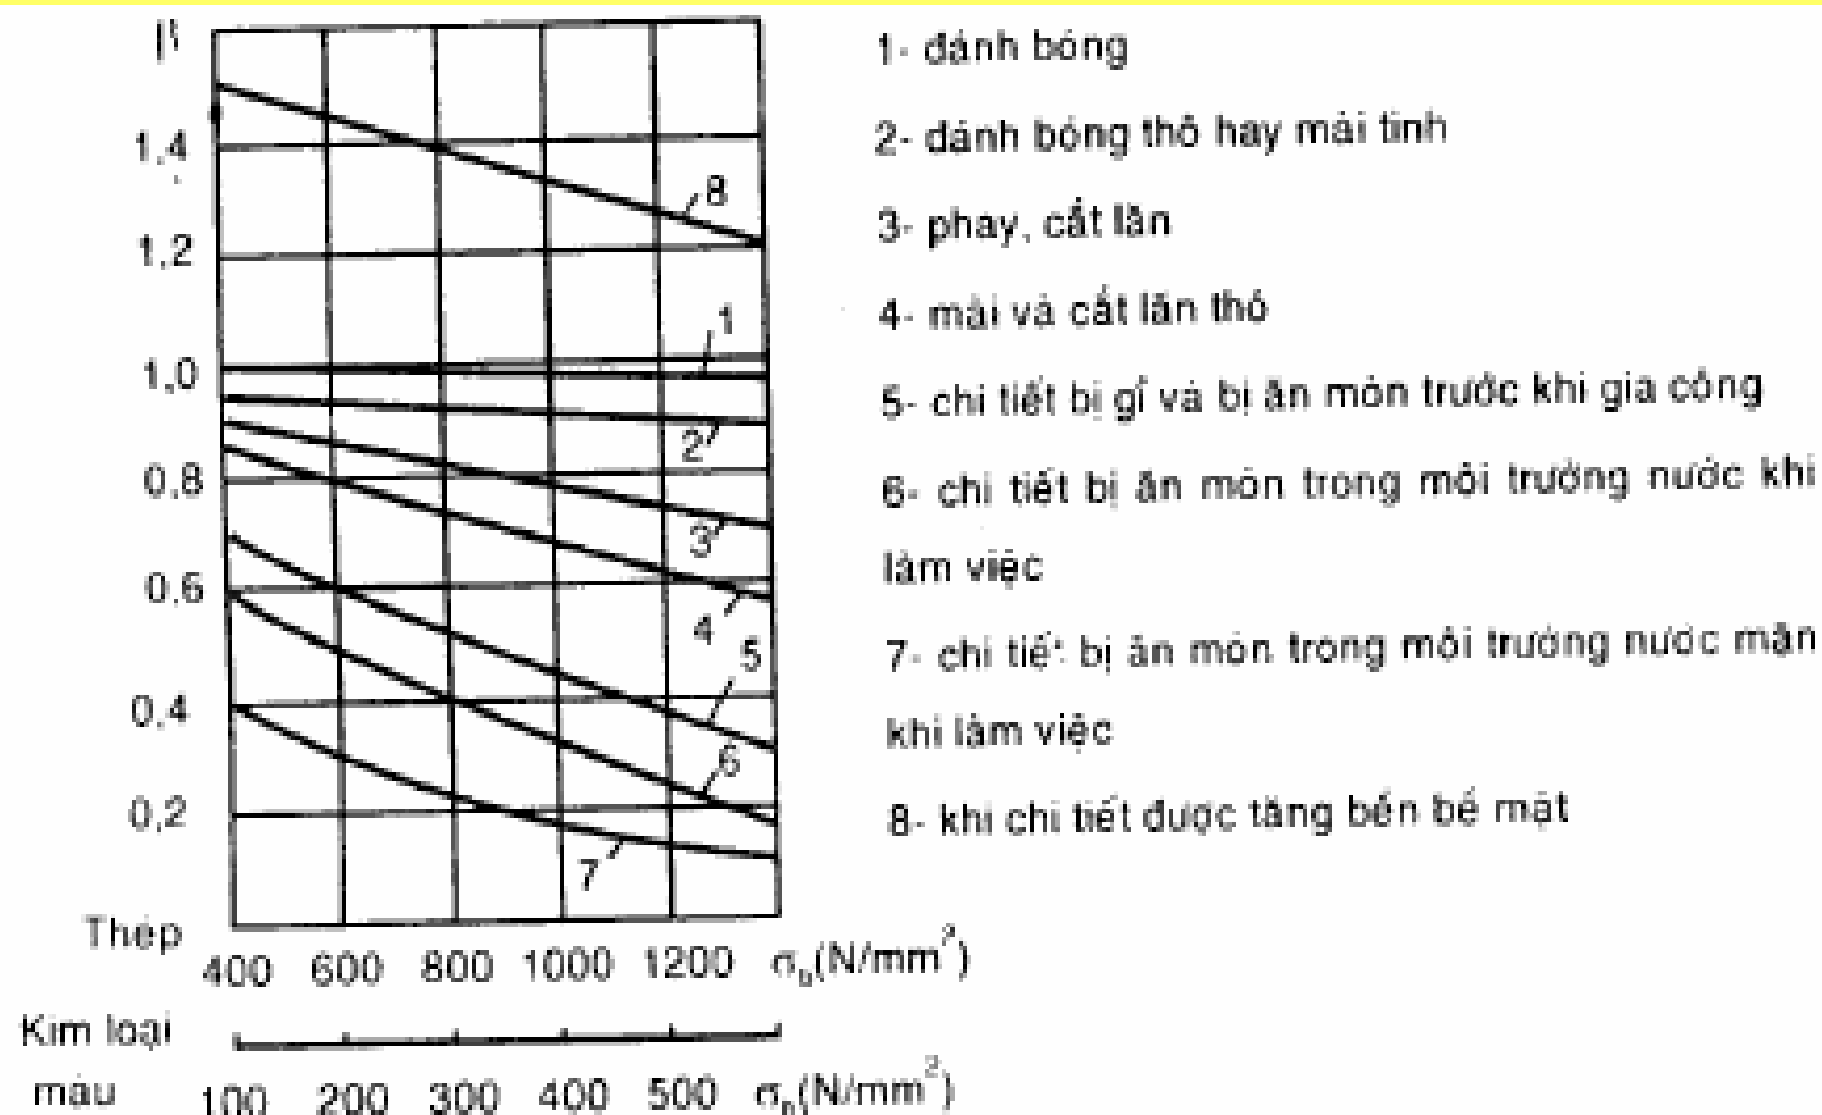 β
1,4
1,2
1,0
0,8
0,6
0,4
0,2
8
1
2
3
4
5
6
7
Thép
400 600 800 1000 1200 σb(N/mm²)
Kim loại
màu
100 200 300 400 500 σb(N/mm²)
1- đánh bóng
2- đánh bóng thô hay mài tinh
3- phay, cắt lăn
4- mài và cắt lăn thô
5- chi tiết bị gỉ và bị ăn mòn trước khi gia công
6- chi tiết bị ăn mòn trong môi trường nước khi
làm việc
7- chi tiết bị ăn mòn trong môi trường nước mặn
khi làm việc
8- khi chi tiết được tăng bền bề mặt